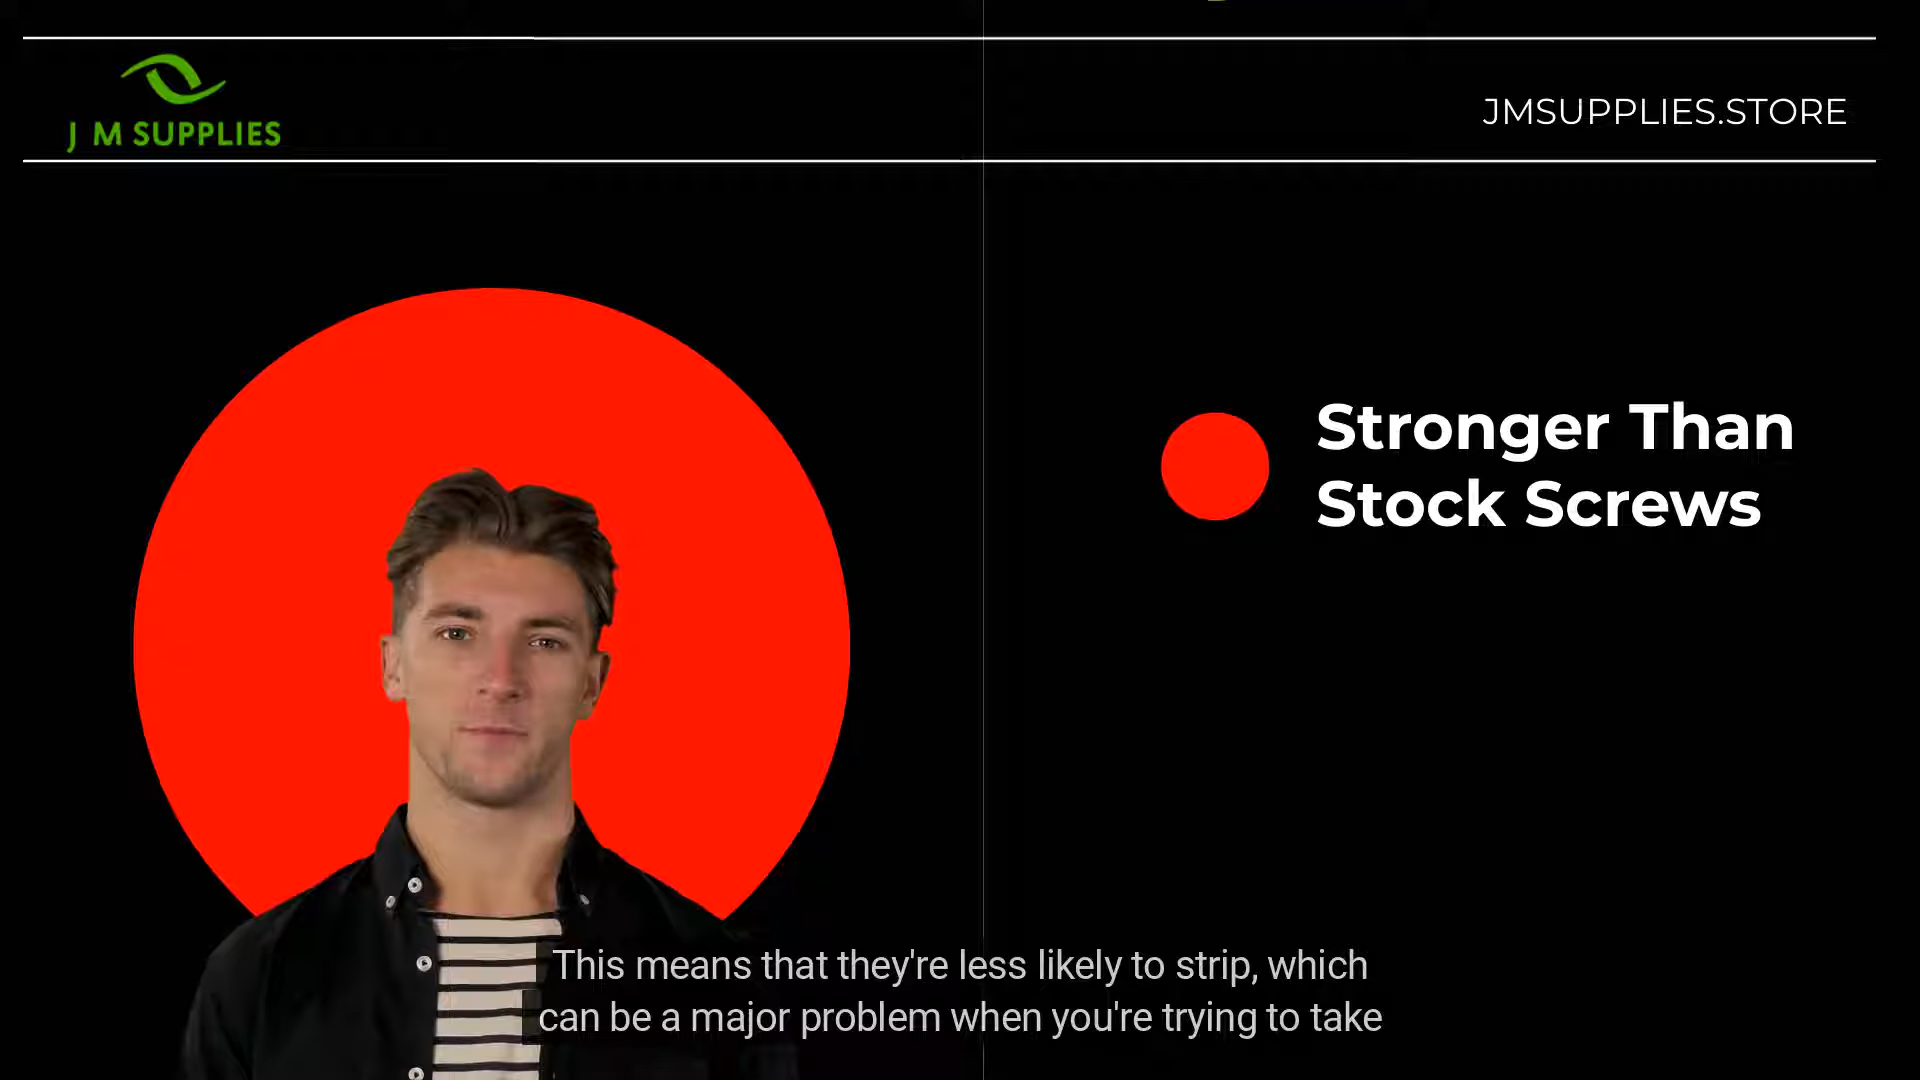 J M SUPPLIES
JMSUPPLIES.STORE
Stronger Than
Stock Screws
This means that they're less likely to strip, which
can be a major problem when you're trying to take